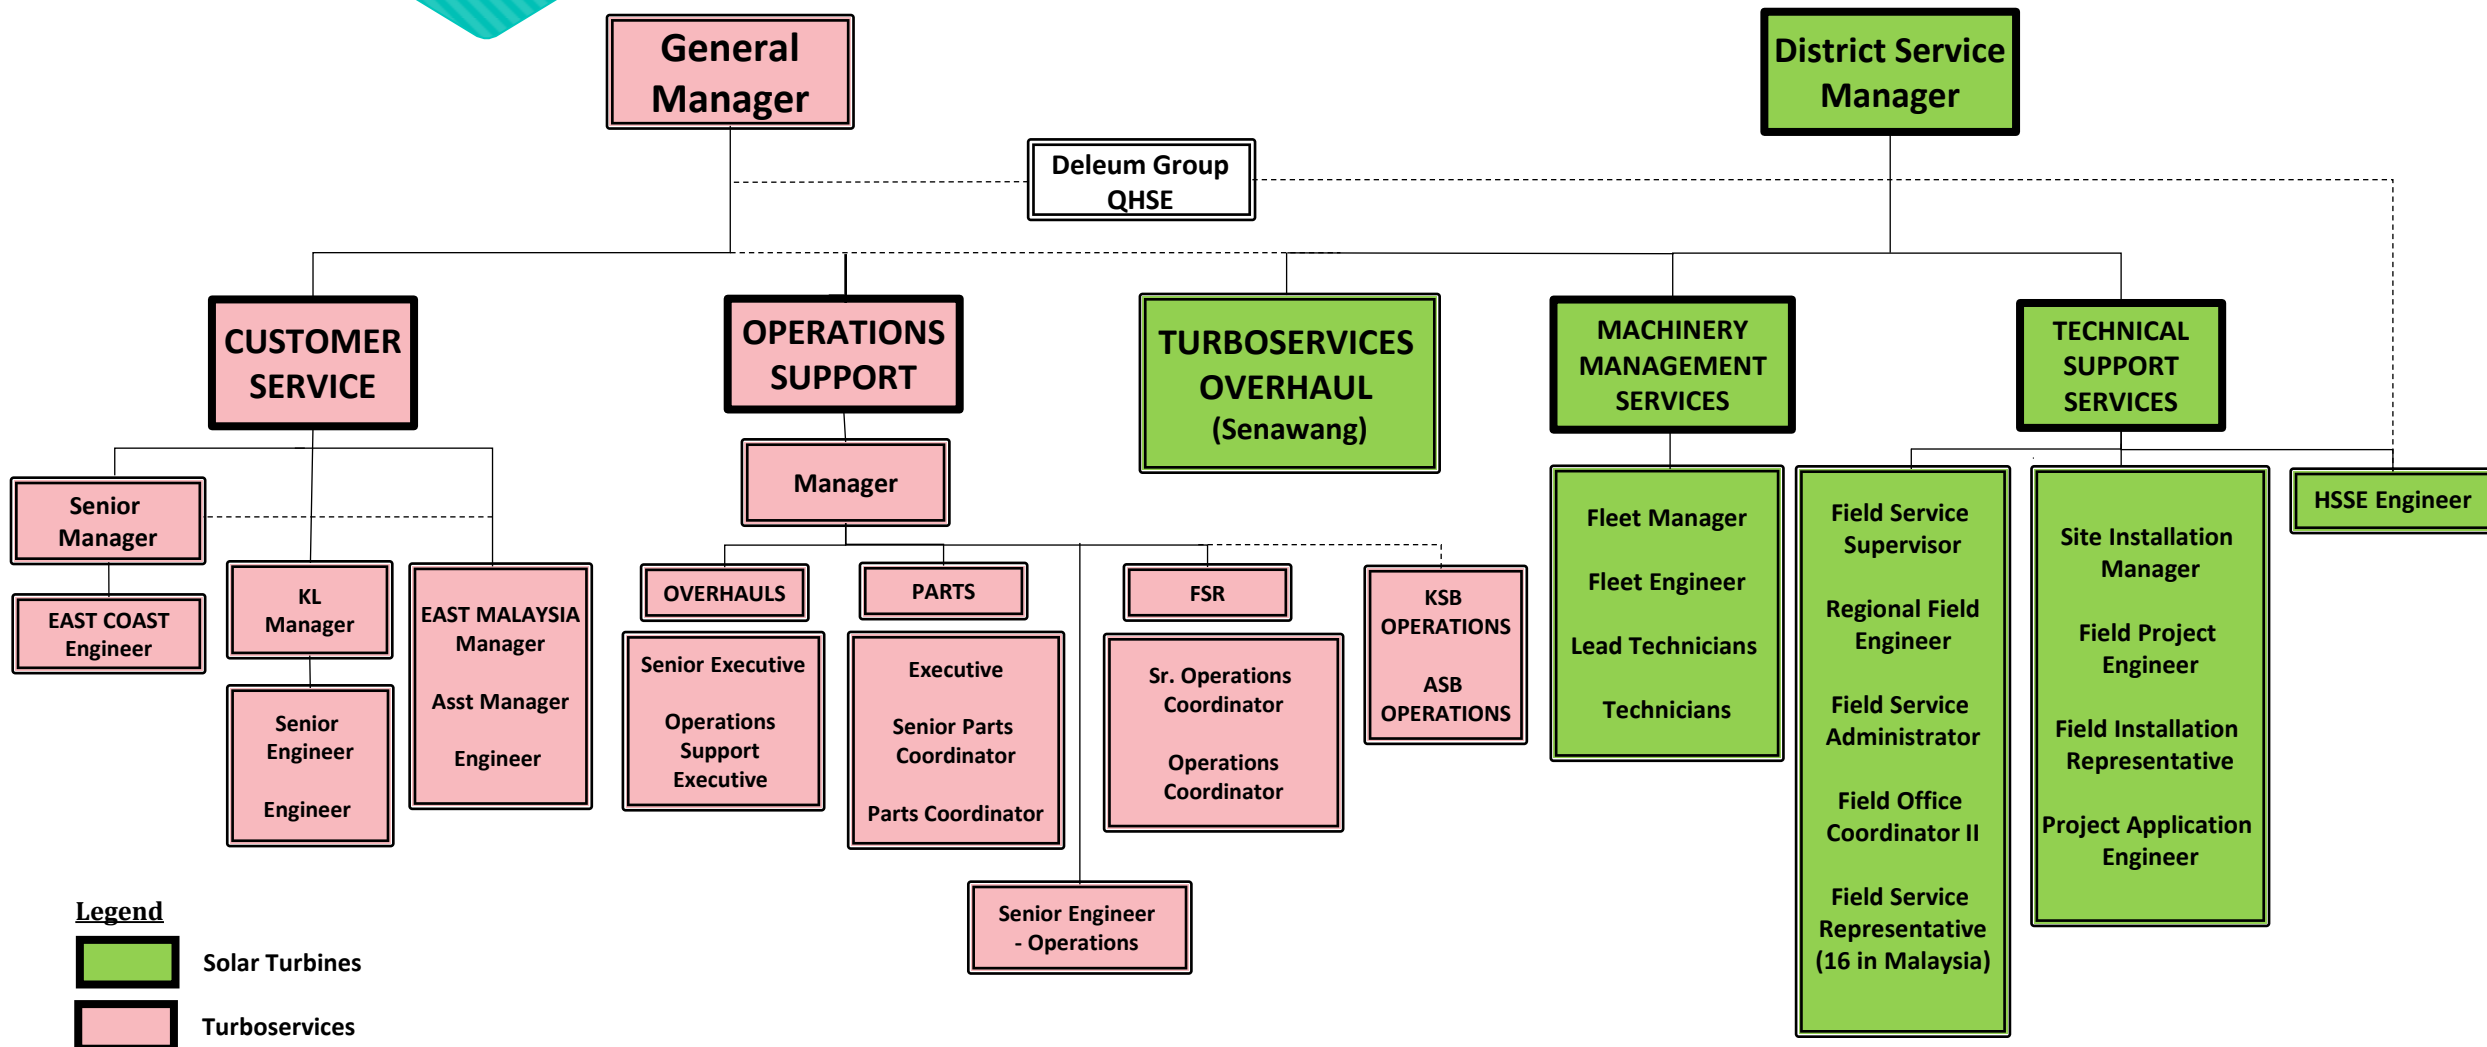 General
Manager
District Service
Manager
Deleum Group
QHSE
CUSTOMER
SERVICE
OPERATIONS
SUPPORT
TURBOSERVICES
OVERHAUL
(Senawang)
MACHINERY
MANAGEMENT
SERVICES
TECHNICAL
SUPPORT
SERVICES
Senior
Manager
EAST COAST
Engineer
KL
Manager
Senior
Engineer
Engineer
EAST MALAYSIA
Manager
Asst Manager
Engineer
Manager
OVERHAULS
Senior Executive
Operations
Support
Executive
PARTS
Executive
Senior Parts
Coordinator
Parts Coordinator
FSR
Sr. Operations
Coordinator
Operations
Coordinator
KSB
OPERATIONS
ASB
OPERATIONS
Senior Engineer
- Operations
Fleet Manager
Fleet Engineer
Lead Technicians
Technicians
Field Service
Supervisor
Regional Field
Engineer
Field Service
Administrator
Field Office
Coordinator II
Field Service
Representative
(16 in Malaysia)
Site Installation
Manager
Field Project
Engineer
Field Installation
Representative
Project Application
Engineer
HSSE Engineer
Legend
Solar Turbines
Turboservices